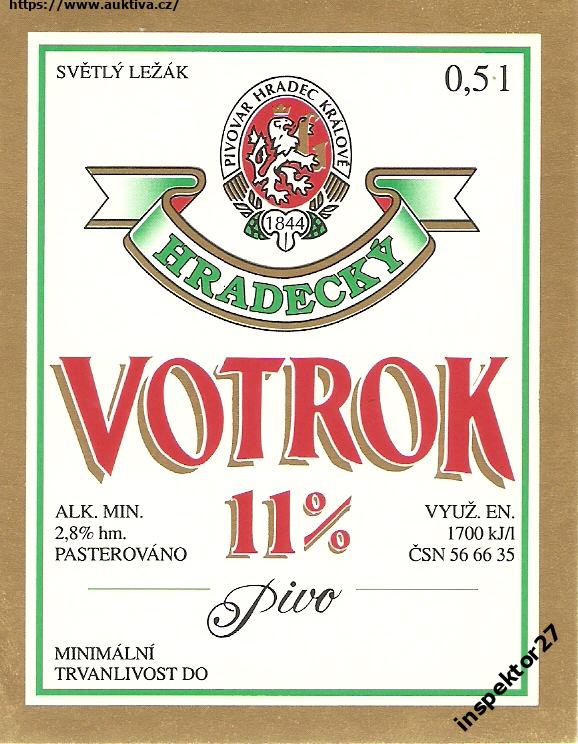 https://www.auktiva.cz/
SVĚTLÝ LEŽÁK
0,5 l
PIVOVAR HRADEC KRÁLOVÉ
1844
HRADECKÝ
VOTROK
11%
ALK. MIN.
2,8% hm.
PASTEROVÁNO
VYUŽ. EN.
1700 kJ/l
ČSN 56 66 35
Pivo
MINIMÁLNÍ
TRVANLIVOST DO
inspektor27